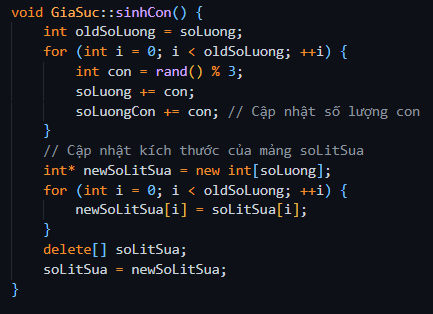 void GiaSuc::sinhCon() {
    int oldSoLuong = soLuong;
    for (int i = 0; i < oldSoLuong; ++i) {
        int con = rand() % 3;
        soLuong += con;
        soLuongCon += con; // Cập nhật số lượng con
    }
    // Cập nhật kích thước của mảng soLitSua
    int* newSoLitSua = new int[soLuong];
    for (int i = 0; i < oldSoLuong; ++i) {
        newSoLitSua[i] = soLitSua[i];
    }
    delete[] soLitSua;
    soLitSua = newSoLitSua;
}